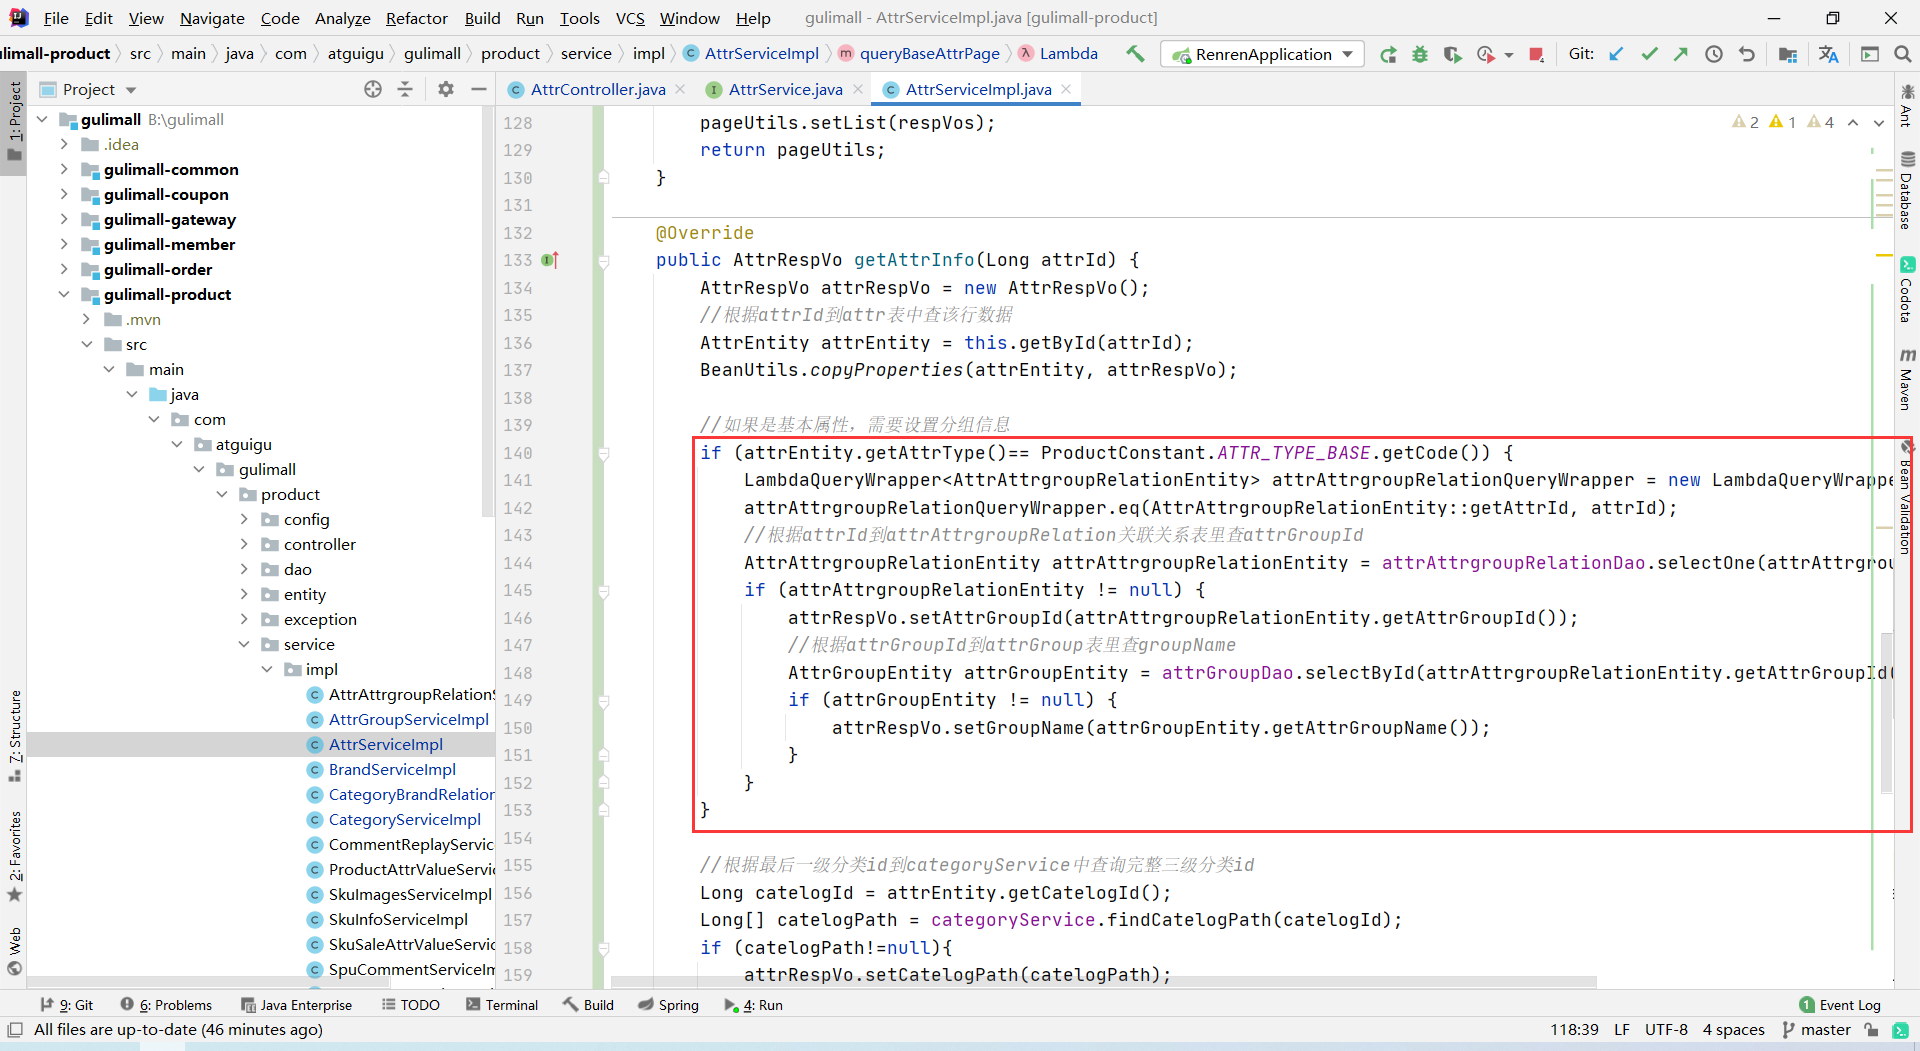 File Edit View Navigate Code Analyze Refactor Build Run Tools VCS Window Help gulimall - AttrServiceImpl.java [gulimall-product]
ulimall-product src main java com atguigu gulimall product service impl AttrServiceImpl queryBaseAttrPage Lambda RenrenApplication Git:
Project
AttrController.java AttrService.java AttrServiceImpl.java
1: Project
7: Structure
2: Favorites
Web
gulimall B:\gulimall
.idea
gulimall-common
gulimall-coupon
gulimall-gateway
gulimall-member
gulimall-order
gulimall-product
.mvn
src
main
java
com
atguigu
gulimall
product
config
controller
dao
entity
exception
service
impl
AttrAttrgroupRelationS
AttrGroupServiceImpl
AttrServiceImpl
BrandServiceImpl
CategoryBrandRelation
CategoryServiceImpl
CommentReplayServic
ProductAttrValueServic
SkuImagesServiceImpl
SkuInfoServiceImpl
SkuSaleAttrValueServic
SpuCommentServiceIm
2 1 4
128 pageUtils.setList(respVos);
129 return pageUtils;
130 }
131
132 @Override
133 public AttrRespVo getAttrInfo(Long attrId) {
134 AttrRespVo attrRespVo = new AttrRespVo();
135 //根据attrId到attr表中查该行数据
136 AttrEntity attrEntity = this.getById(attrId);
137 BeanUtils.copyProperties(attrEntity, attrRespVo);
138
139 //如果是基本属性，需要设置分组信息
140 if (attrEntity.getAttrType()== ProductConstant.ATTR_TYPE_BASE.getCode()) {
141 LambdaQueryWrapper<AttrAttrgroupRelationEntity> attrAttrgroupRelationQueryWrapper = new LambdaQueryWrappe
142 attrAttrgroupRelationQueryWrapper.eq(AttrAttrgroupRelationEntity::getAttrId, attrId);
143 //根据attrId到attrAttrgroupRelation关联关系表里查attrGroupId
144 AttrAttrgroupRelationEntity attrAttrgroupRelationEntity = attrAttrgroupRelationDao.selectOne(attrAttrgrou
145 if (attrAttrgroupRelationEntity != null) {
146 attrRespVo.setAttrGroupId(attrAttrgroupRelationEntity.getAttrGroupId());
147 //根据attrGroupId到attrGroup表里查groupName
148 AttrGroupEntity attrGroupEntity = attrGroupDao.selectById(attrAttrgroupRelationEntity.getAttrGroupId(
149 if (attrGroupEntity != null) {
150 attrRespVo.setGroupName(attrGroupEntity.getAttrGroupName());
151 }
152 }
153 }
154
155 //根据最后一级分类id到categoryService中查询完整三级分类id
156 Long catelogId = attrEntity.getCatelogId();
157 Long[] catelogPath = categoryService.findCatelogPath(catelogId);
158 if (catelogPath!=null){
159 attrRespVo.setCatelogPath(catelogPath);
Ant
Database
Codota
Maven
Bean Validation
9: Git 6: Problems Java Enterprise TODO Terminal Build Spring 4: Run 1 Event Log
All files are up-to-date (46 minutes ago) 118:39 LF UTF-8 4 spaces master